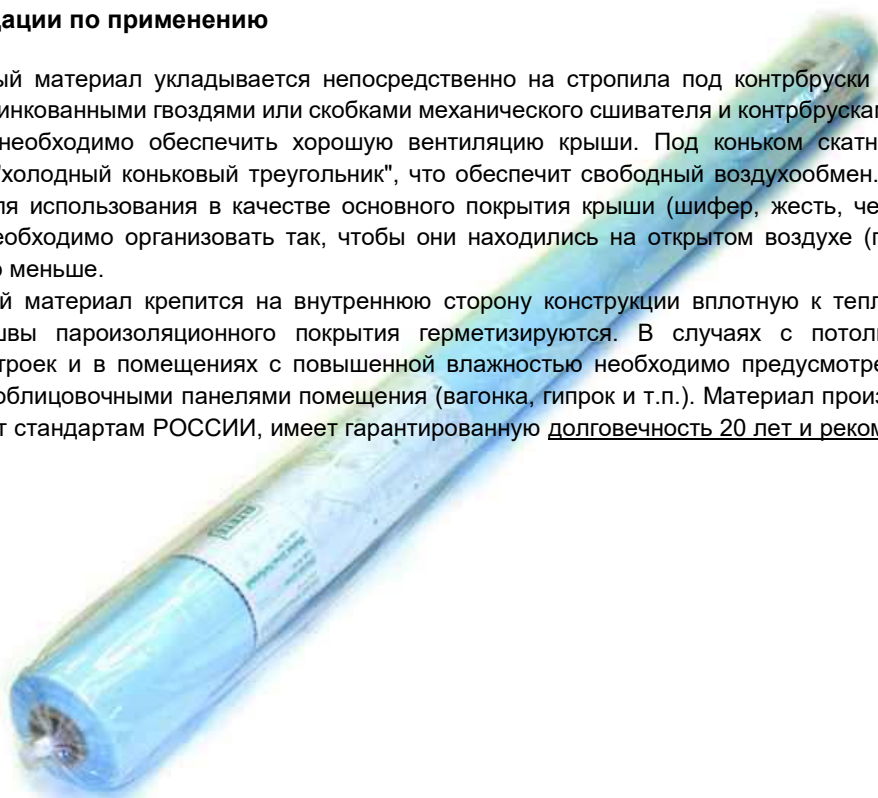 дации по применению
ый материал укладывается непосредственно на стропила под контрбруски
инкованными гвоздями или скобками механического сшивателя и контрбрускам
необходимо обеспечить хорошую вентиляцию крыши. Под коньком скатн
"холодный коньковый треугольник", что обеспечит свободный воздухообмен.
ля использования в качестве основного покрытия крыши (шифер, жесть, че
еобходимо организовать так, чтобы они находились на открытом воздухе (п
о меньше.
й материал крепится на внутреннюю сторону конструкции вплотную к тепл
швы пароизоляционного покрытия герметизируются. В случаях с потол
троек и в помещениях с повышенной влажностью необходимо предусмотре
облицовочными панелями помещения (вагонка, гипрок и т.п.). Материал произ
т стандартам РОССИИ, имеет гарантированную долговечность 20 лет и реком